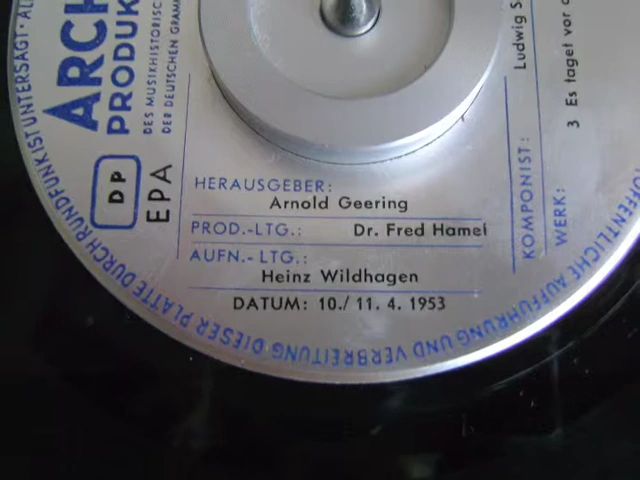 ARCH
PRODUK
DES MUSIKHISTORISC
DER DEUTSCHEN GRAMM
DP
EPA
HERAUSGEBER:
Arnold Geering
PROD.-LTG.: Dr. Fred Hamel
AUFN.-LTG.:
Heinz Wildhagen
DATUM: 10./ 11. 4. 1953
KOMPONIST: Ludwig S
WERK: 3 Es taget vor
ÖFFENTLICHE AUFFÜHRUNG UND VERBREITUNG DIESER PLATTE DURCH RUNDFUNK IST UNTERSAGT · AL